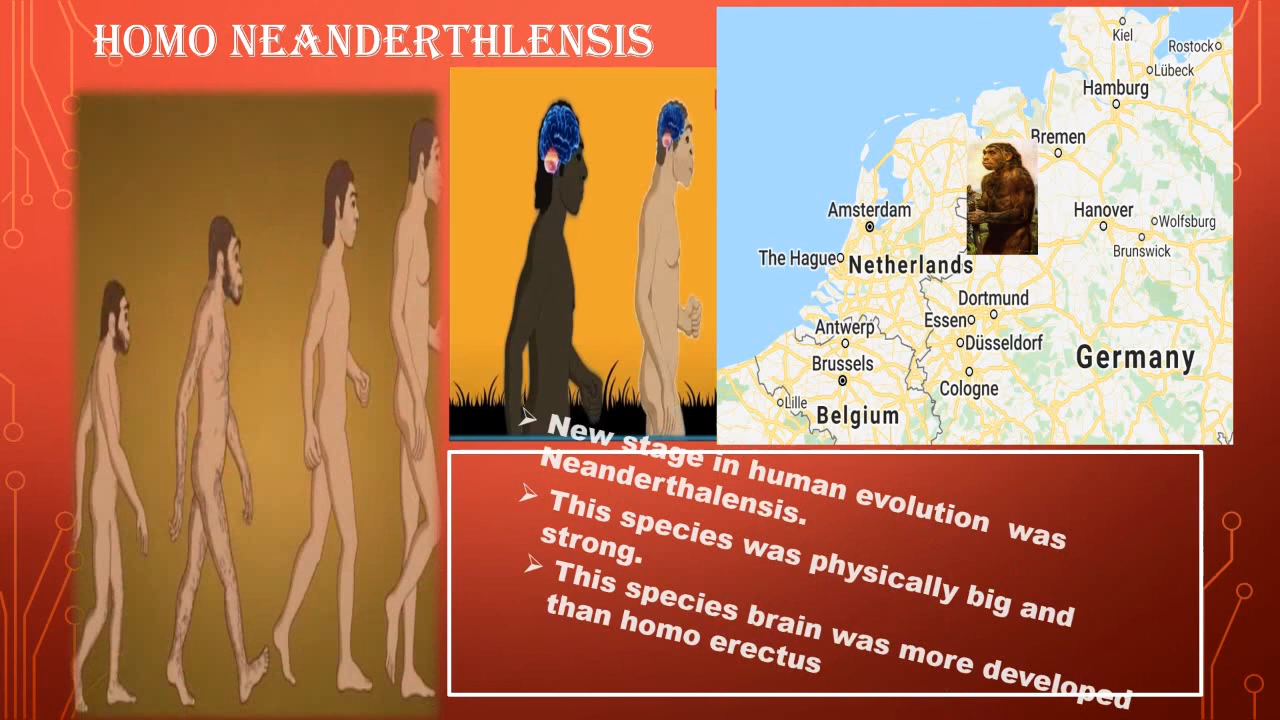 HOMO NEANDERTHLENSIS
Kiel
Rostock
Lübeck
Hamburg
Bremen
Amsterdam
Hanover
Wolfsburg
Brunswick
The Hague
Netherlands
Dortmund
Essen
Antwerp
Düsseldorf
Germany
Brussels
Cologne
Lille
Belgium
➢ New stage in human evolution was
Neanderthalensis.
➢ This species was physically big and
strong.
➢ This species brain was more developed
than homo erectus